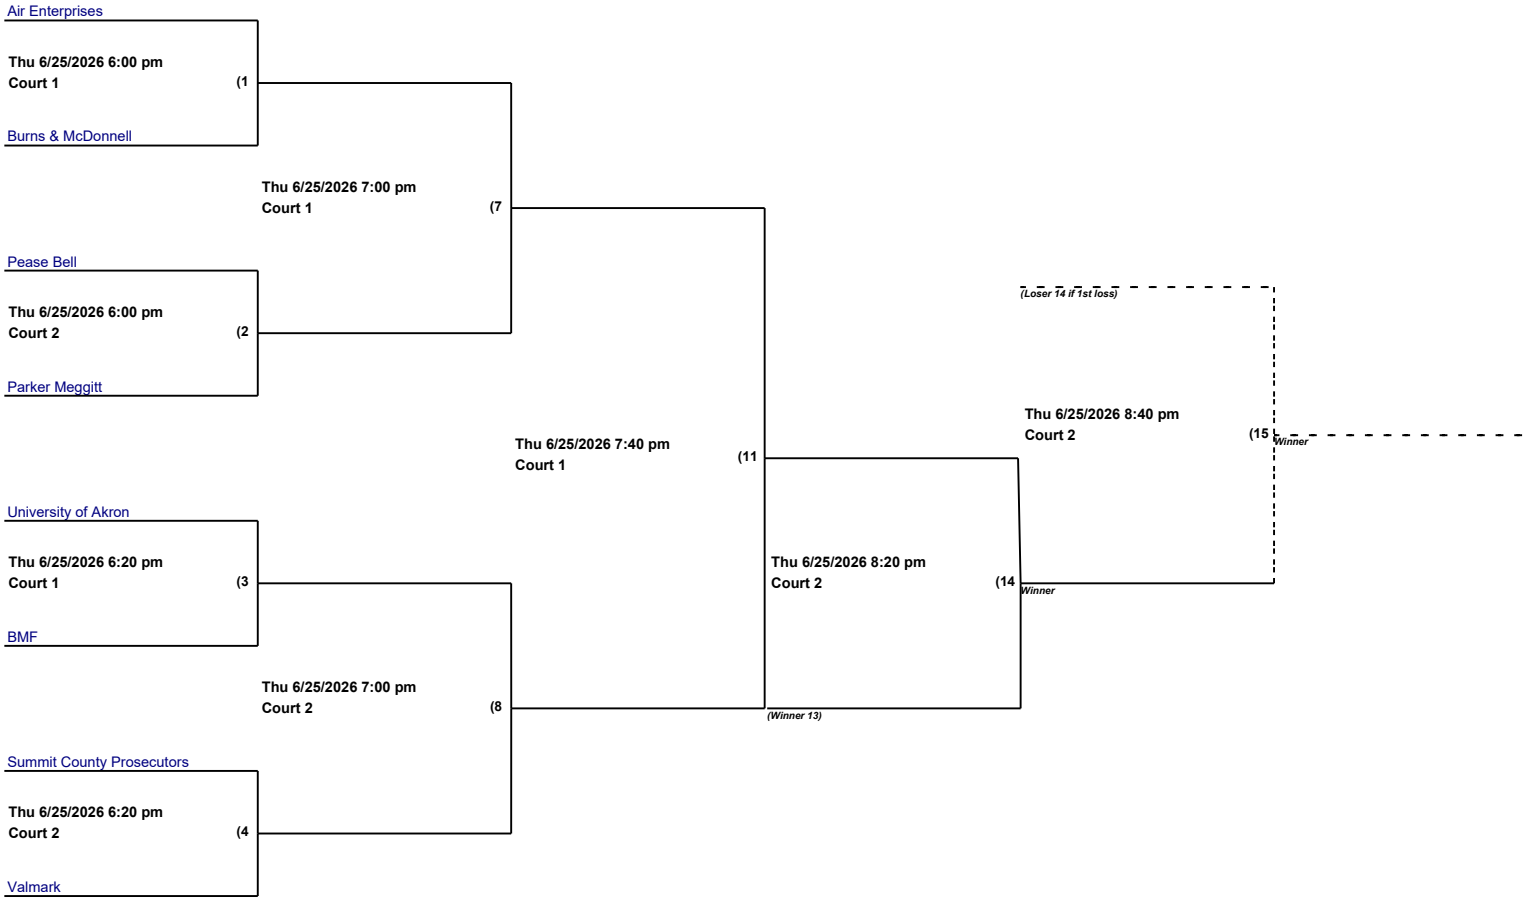 Air Enterprises
Thu 6/25/2026 6:00 pm
Court 1
(1
Burns & McDonnell
Thu 6/25/2026 7:00 pm
Court 1
(7
Pease Bell
Thu 6/25/2026 6:00 pm
Court 2
(2
Parker Meggitt
(Loser 14 if 1st loss)
Thu 6/25/2026 8:40 pm
Court 2
(15
Winner
Thu 6/25/2026 7:40 pm
Court 1
(11
University of Akron
Thu 6/25/2026 6:20 pm
Court 1
(3
BMF
Thu 6/25/2026 8:20 pm
Court 2
(14
Winner
Thu 6/25/2026 7:00 pm
Court 2
(8
(Winner 13)
Summit County Prosecutors
Thu 6/25/2026 6:20 pm
Court 2
(4
Valmark